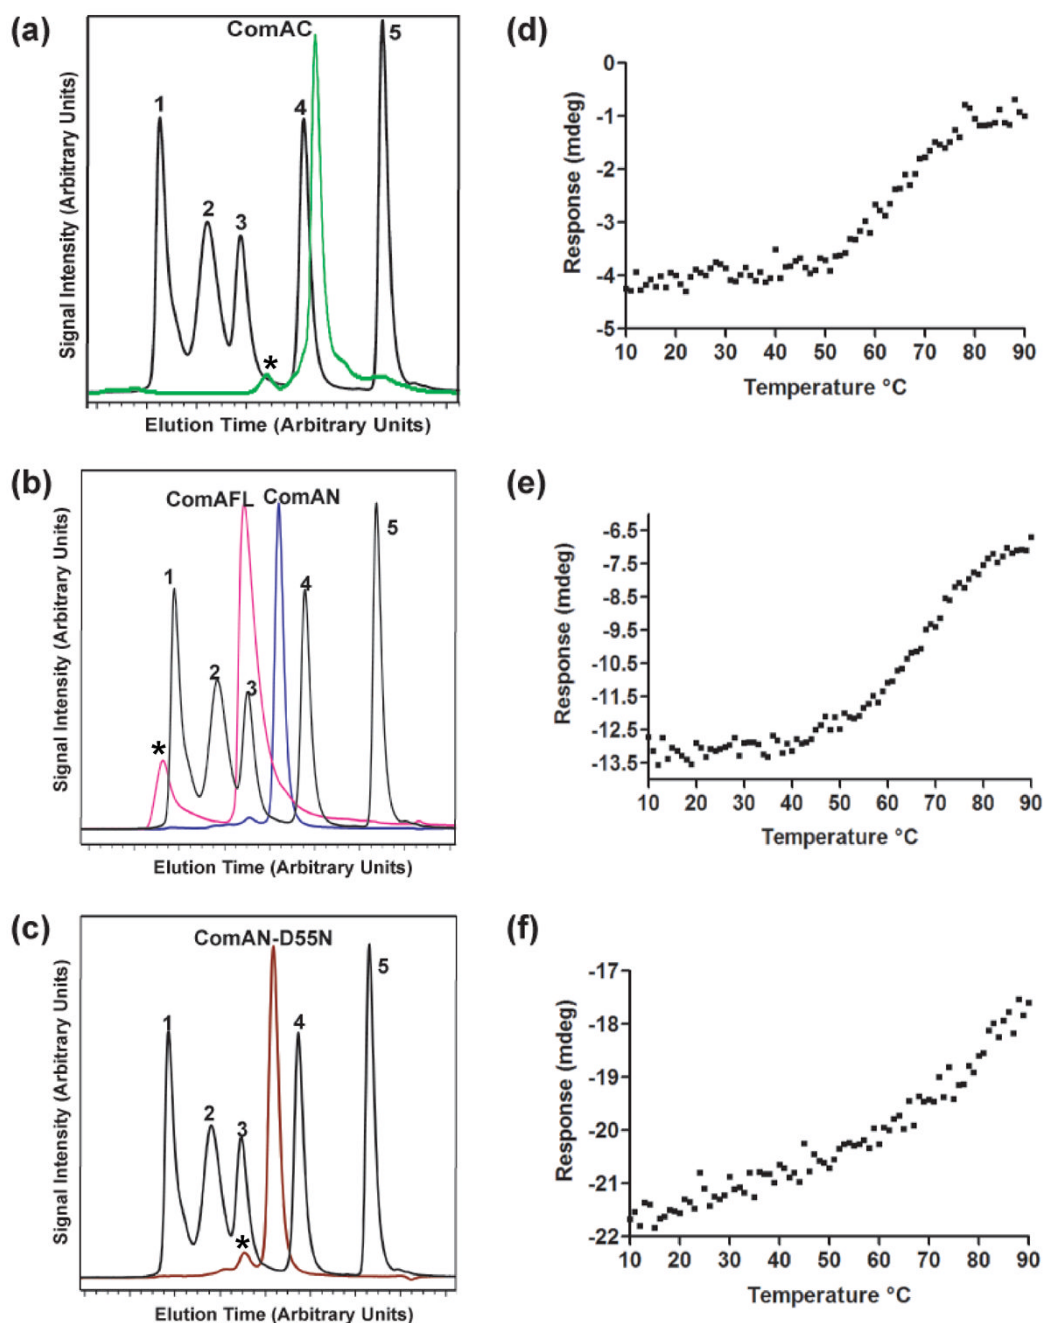 (a)
ComAC
1
2
3
4
5
*
Signal Intensity (Arbitrary Units)
Elution Time (Arbitrary Units)
(d)
0
-1
-2
-3
-4
-5
Response (mdeg)
10 20 30 40 50 60 70 80 90
Temperature °C
(b)
ComAFL ComAN
1
2
3
4
5
*
Signal Intensity (Arbitrary Units)
Elution Time (Arbitrary Units)
(e)
-6.5
-7.5
-8.5
-9.5
-10.5
-11.5
-12.5
-13.5
Response (mdeg)
10 20 30 40 50 60 70 80 90
Temperature °C
(c)
ComAN-D55N
1
2
3
4
5
*
Signal Intensity (Arbitrary Units)
Elution Time (Arbitrary Units)
(f)
-17
-18
-19
-20
-21
-22
Response (mdeg)
10 20 30 40 50 60 70 80 90
Temperature °C